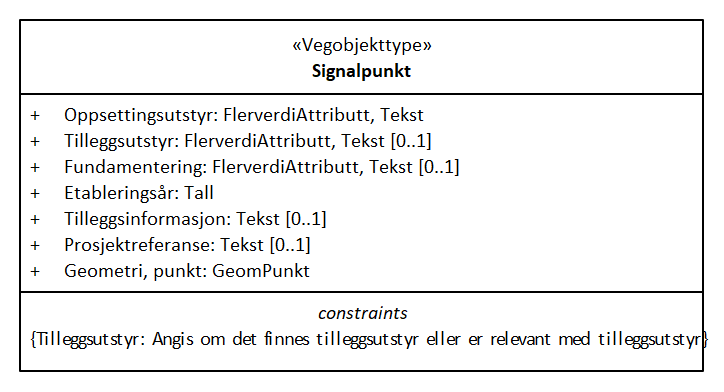 «Vegobjekttype»
Signalpunkt
+ Oppsettingsutstyr: FlerverdiAttributt, Tekst
+ Tilleggsutstyr: FlerverdiAttributt, Tekst [0..1]
+ Fundamentering: FlerverdiAttributt, Tekst [0..1]
+ Etableringsår: Tall
+ Tilleggsinformasjon: Tekst [0..1]
+ Prosjektreferanse: Tekst [0..1]
+ Geometri, punkt: GeomPunkt
constraints
{Tilleggsutstyr: Angis om det finnes tilleggsutstyr eller er relevant med tilleggsutstyr}